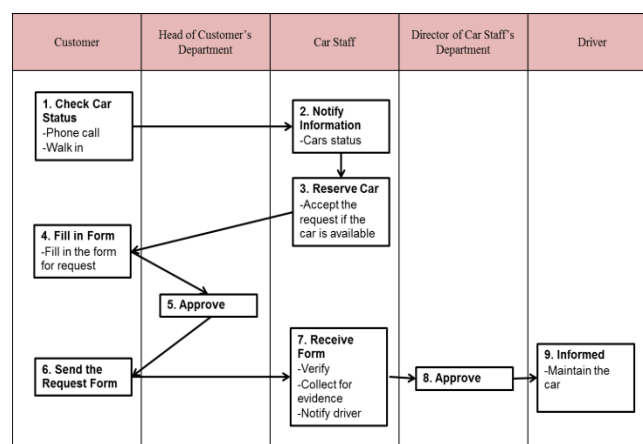 Customer
Head of Customer's
Department
Car Staff
Director of Car Staff's
Department
Driver
1. Check Car
Status
-Phone call
-Walk in
2. Notify
Information
-Cars status
3. Reserve Car
-Accept the
request if the
car is available
4. Fill in Form
-Fill in the form
for request
5. Approve
6. Send the
Request Form
7. Receive
Form
-Verify
-Collect for
evidence
-Notify driver
8. Approve
9. Informed
-Maintain the
car